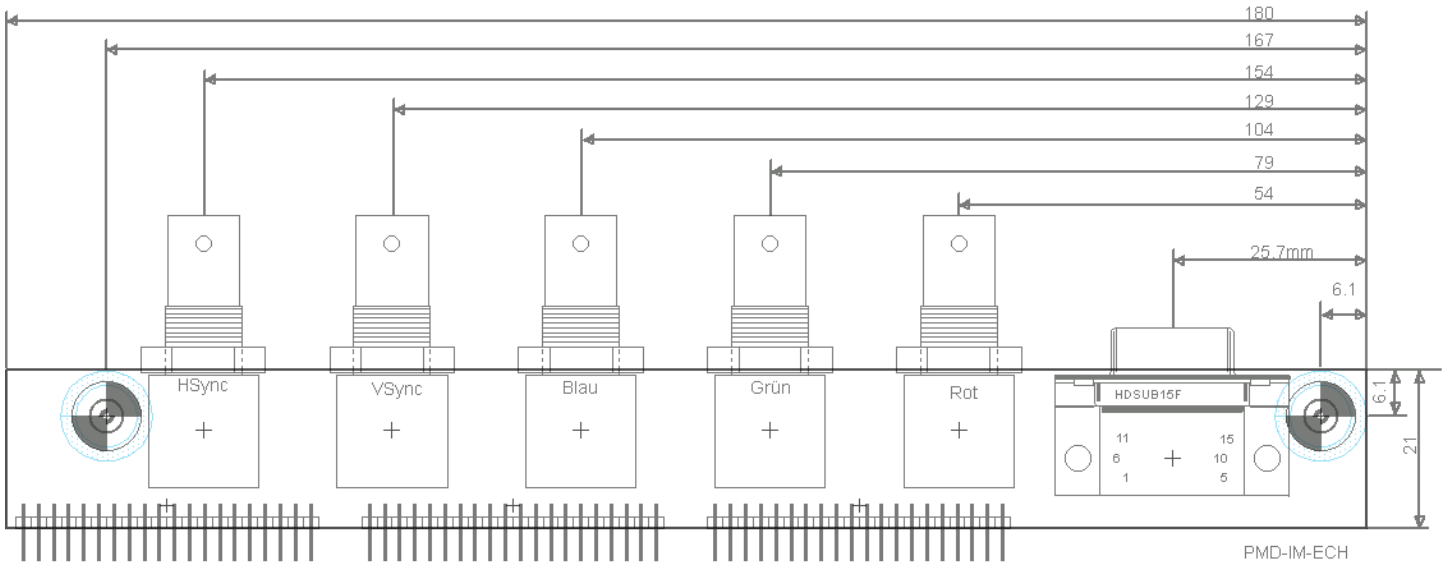 180
167
154
129
104
79
54
25,7mm
6.1
HSync
VSync
Blau
Grün
Rot
HDSUB15F
6.1
21
11 15
6 10
1 5
PMD-IM-ECH